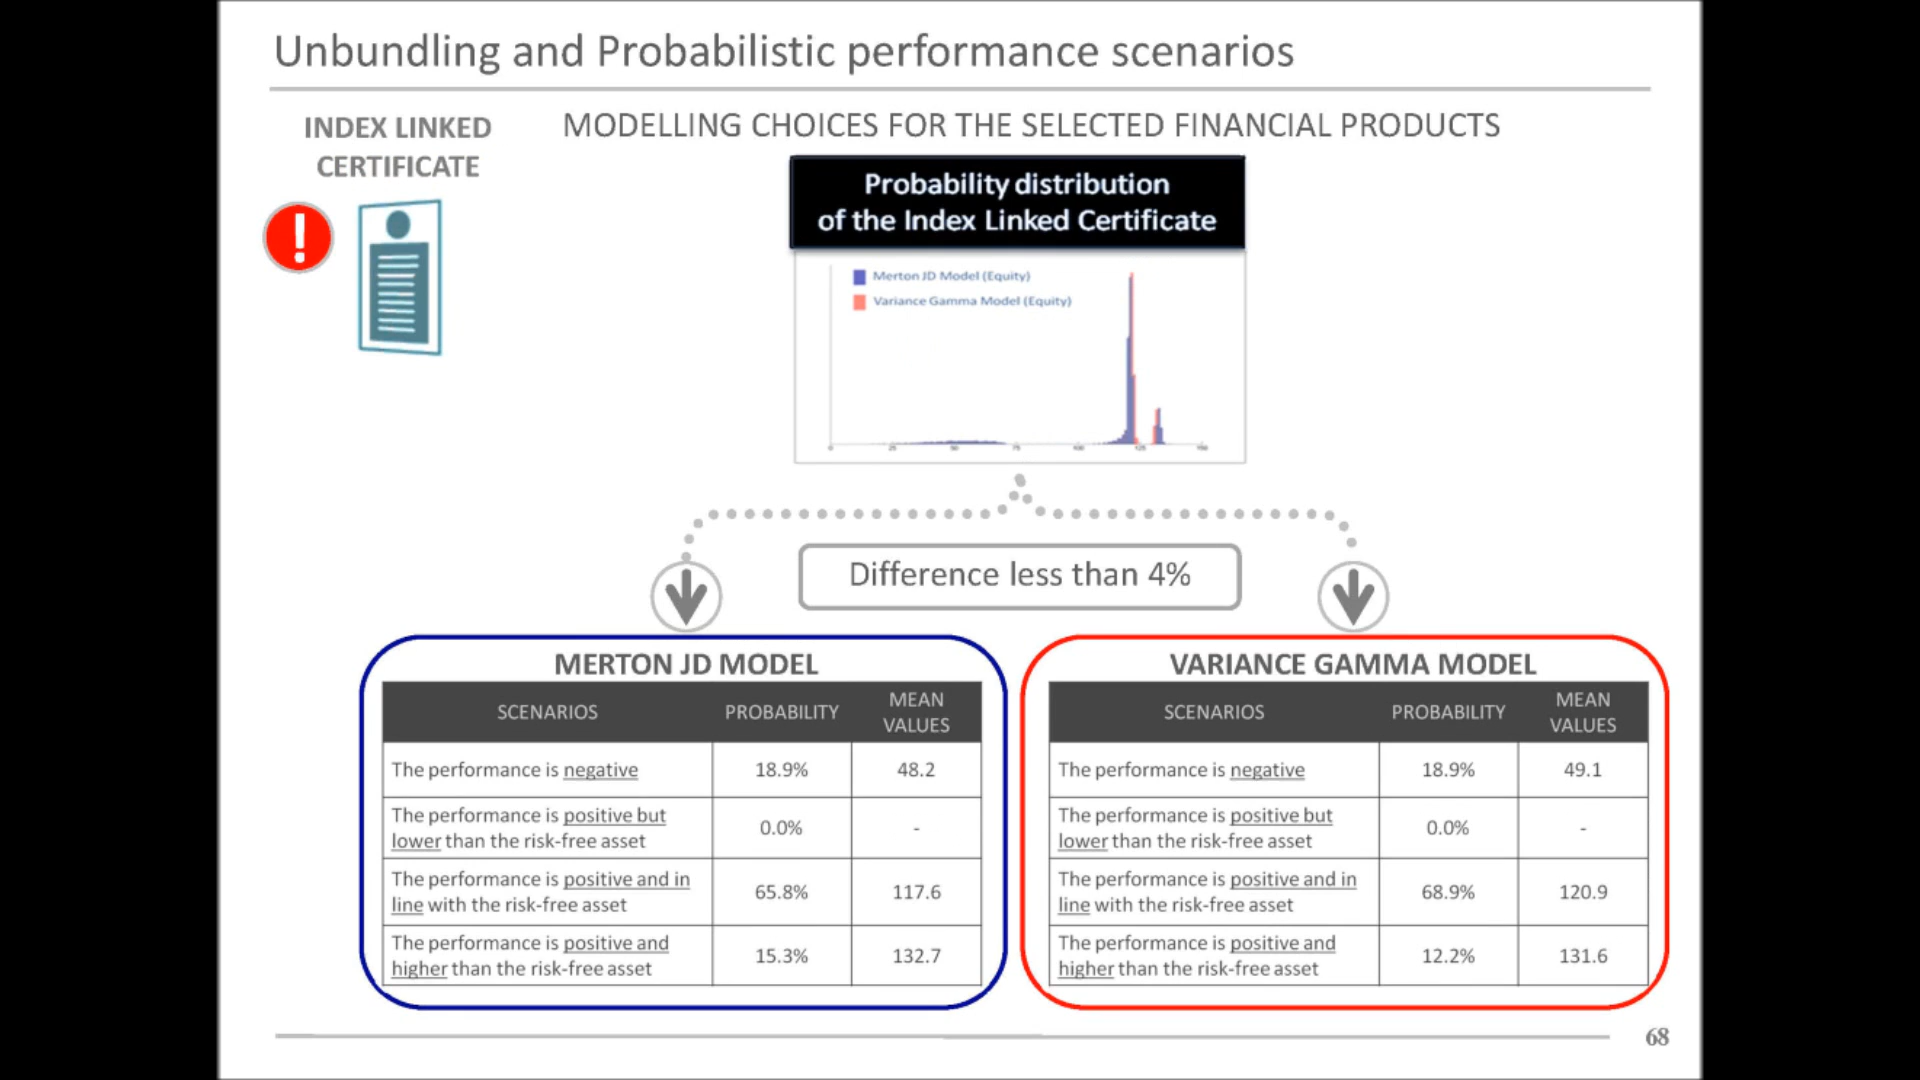 Unbundling and Probabilistic performance scenarios
INDEX LINKED
CERTIFICATE
MODELLING CHOICES FOR THE SELECTED FINANCIAL PRODUCTS
!
Probability distribution
of the Index Linked Certificate
Merton JD Model (Equity)
Variance Gamma Model (Equity)
0 25 50 75 100 125 150
Difference less than 4%
MERTON JD MODEL
SCENARIOS PROBABILITY MEAN VALUES
The performance is negative 18.9% 48.2
The performance is positive but
lower than the risk-free asset 0.0% -
The performance is positive and in
line with the risk-free asset 65.8% 117.6
The performance is positive and
higher than the risk-free asset 15.3% 132.7
VARIANCE GAMMA MODEL
SCENARIOS PROBABILITY MEAN VALUES
The performance is negative 18.9% 49.1
The performance is positive but
lower than the risk-free asset 0.0% -
The performance is positive and in
line with the risk-free asset 68.9% 120.9
The performance is positive and
higher than the risk-free asset 12.2% 131.6
68